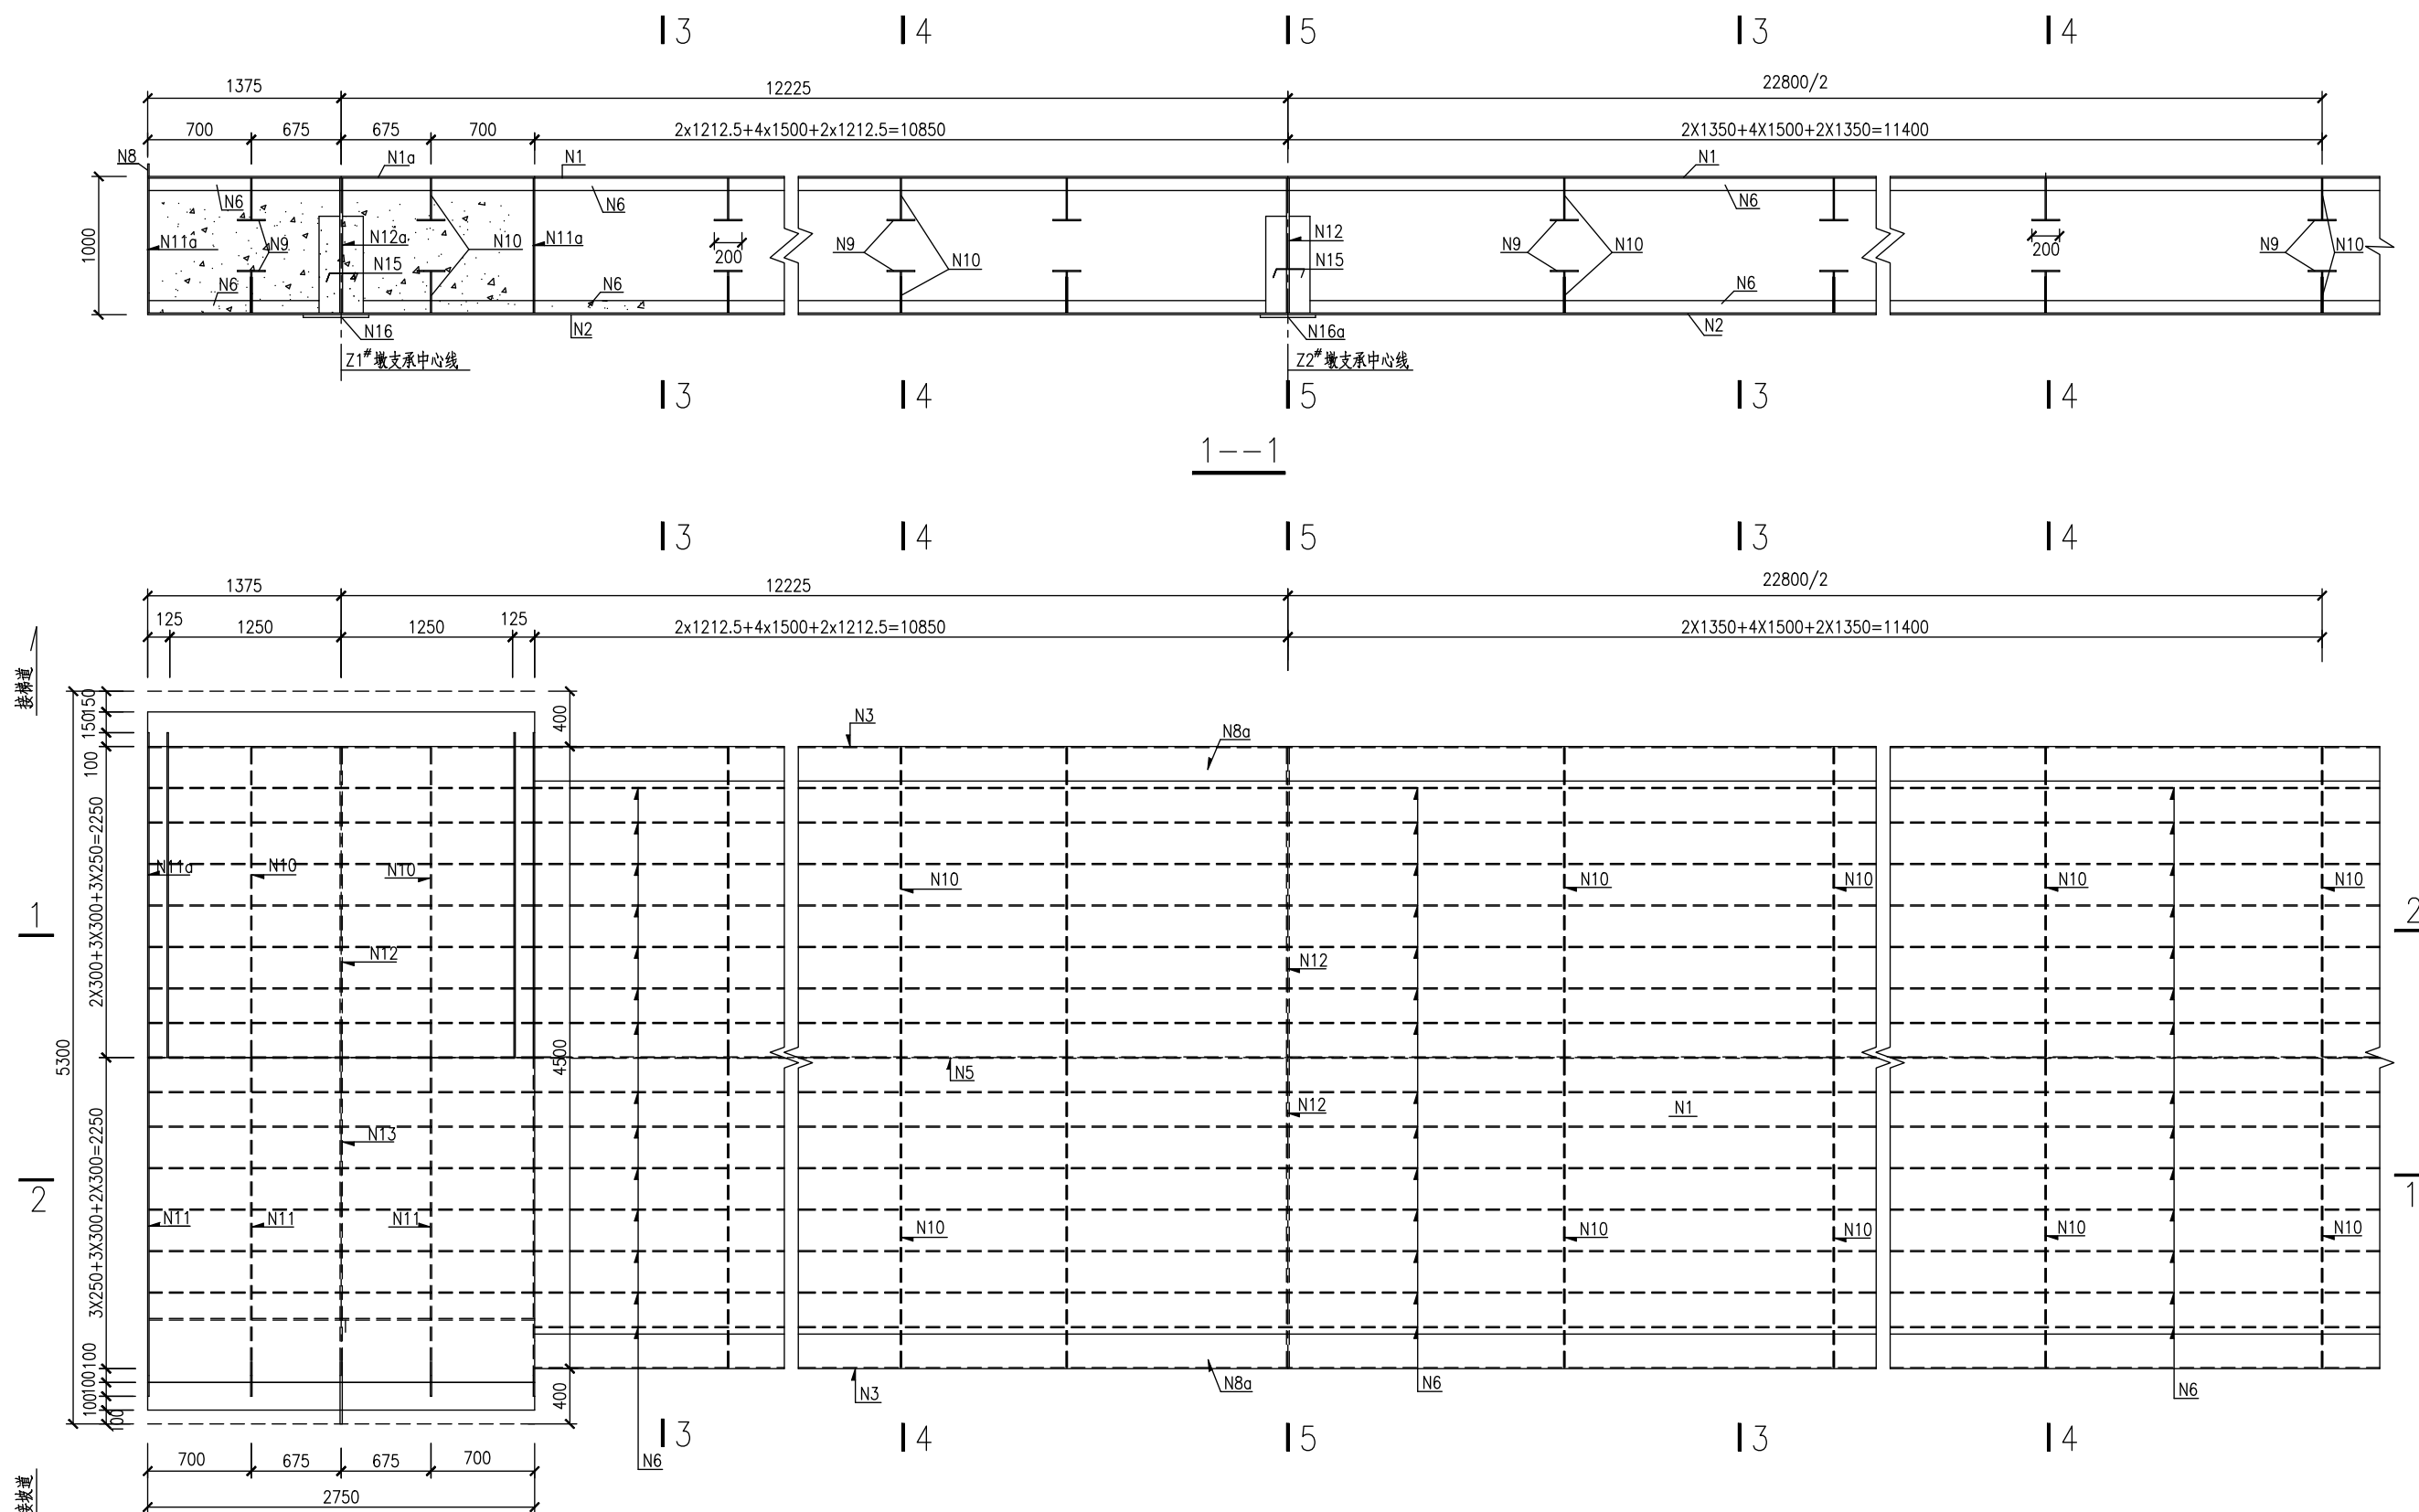 3 4 5 3 4
1375 12225 22800/2
700 675 675 700 2x1212.5+4x1500+2x1212.5=10850 2X1350+4X1500+2X1350=11400
N8 N1a N1 N1
N6 N6 N6
1000 N11a N9 N12a N10 N11a 200 N9 N10 N12 N9 N10 200 N9 N10
N15 N15
N6 N6 N6
N16 N2 N16a N2
Z1#墩支承中心线 Z2#墩支承中心线
3 4 5 3 4
1--1
3 4 5 3 4
1375 12225 22800/2
125 1250 1250 125 2x1212.5+4x1500+2x1212.5=10850 2X1350+4X1500+2X1350=11400
接梯道
150 150 100 400
N3 N8a
2X300+3X300+3X250=2250
N11a N10 N10 N10 N10 N10 N10 N10
1 2
N12 N12
5300 4500
N5
N12 N1
N13
3X250+3X300+2X300=2250
2 1
N11 N11 N11 N10 N10 N10 N10 N10
100 100 100 100 400
N3 N8a N6 N6
3 4 5 3 4
700 675 675 700 N6
2750
接坡道